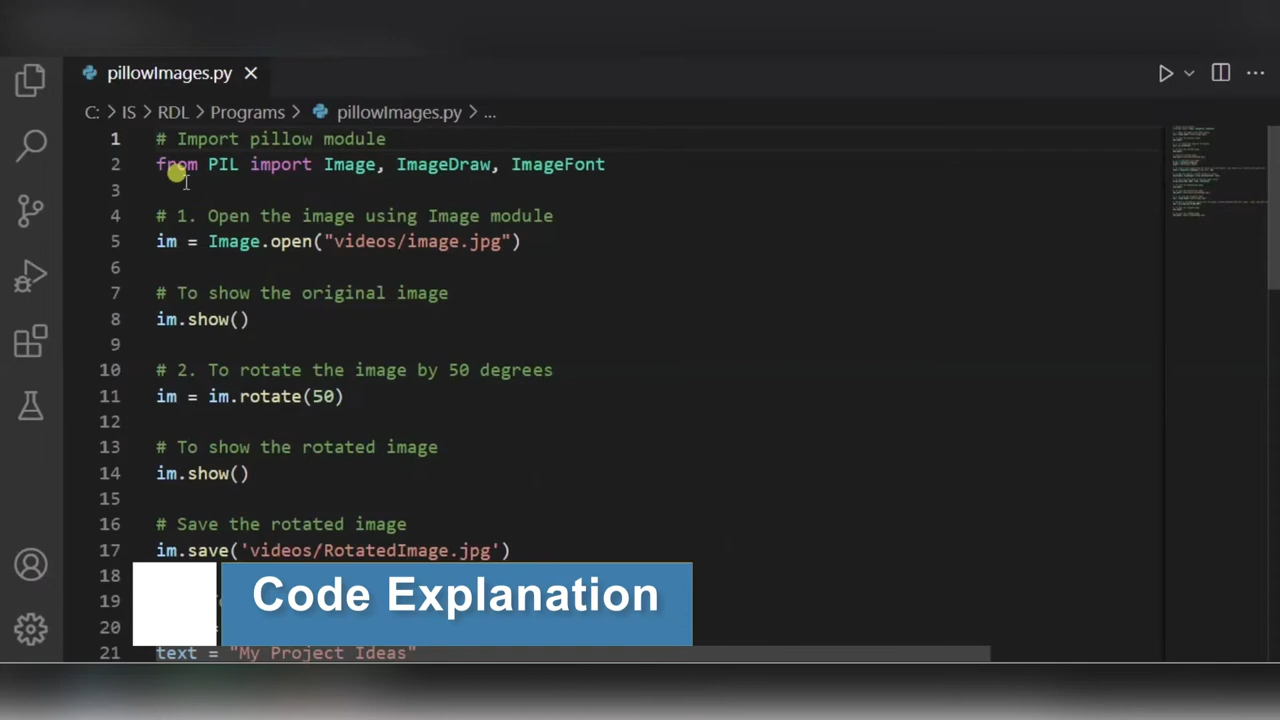 pillowImages.py
C: > IS > RDL > Programs > pillowImages.py > ...
1 # Import pillow module
2 from PIL import Image, ImageDraw, ImageFont
3
4 # 1. Open the image using Image module
5 im = Image.open("videos/image.jpg")
6
7 # To show the original image
8 im.show()
9
10 # 2. To rotate the image by 50 degrees
11 im = im.rotate(50)
12
13 # To show the rotated image
14 im.show()
15
16 # Save the rotated image
17 im.save('videos/RotatedImage.jpg')
18
19
20
21 text = "My Project Ideas"
Code Explanation